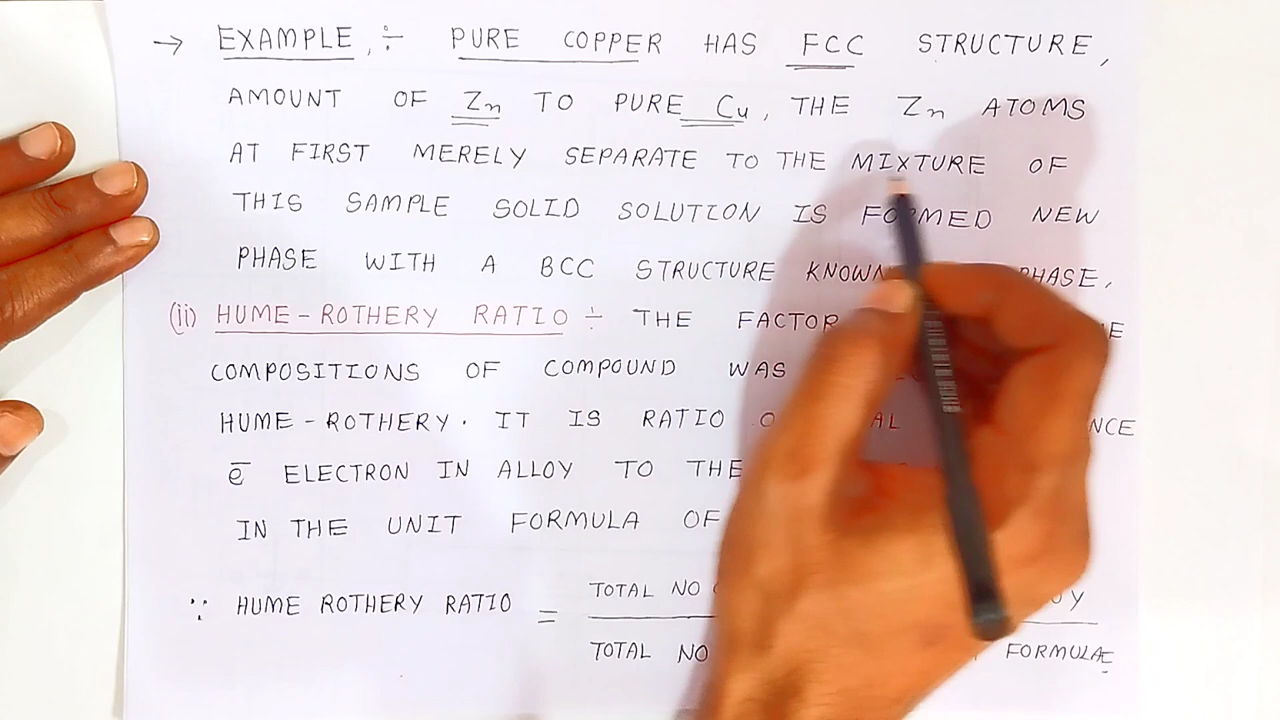 → EXAMPLE, ÷ PURE COPPER HAS FCC STRUCTURE,
AMOUNT OF Zn TO PURE Cu, THE Zn ATOMS
AT FIRST MERELY SEPARATE TO THE MIXTURE OF
THIS SAMPLE SOLID SOLUTION IS FORMED NEW
PHASE WITH A BCC STRUCTURE KNOWN PHASE,
(ii) HUME-ROTHERY RATIO ÷ THE FACTOR
COMPOSITIONS OF COMPOUND WAS
HUME-ROTHERY. IT IS RATIO
e̅ ELECTRON IN ALLOY TO THE
IN THE UNIT FORMULA OF
∵ HUME ROTHERY RATIO = TOTAL NO
TOTAL NO FORMULAE